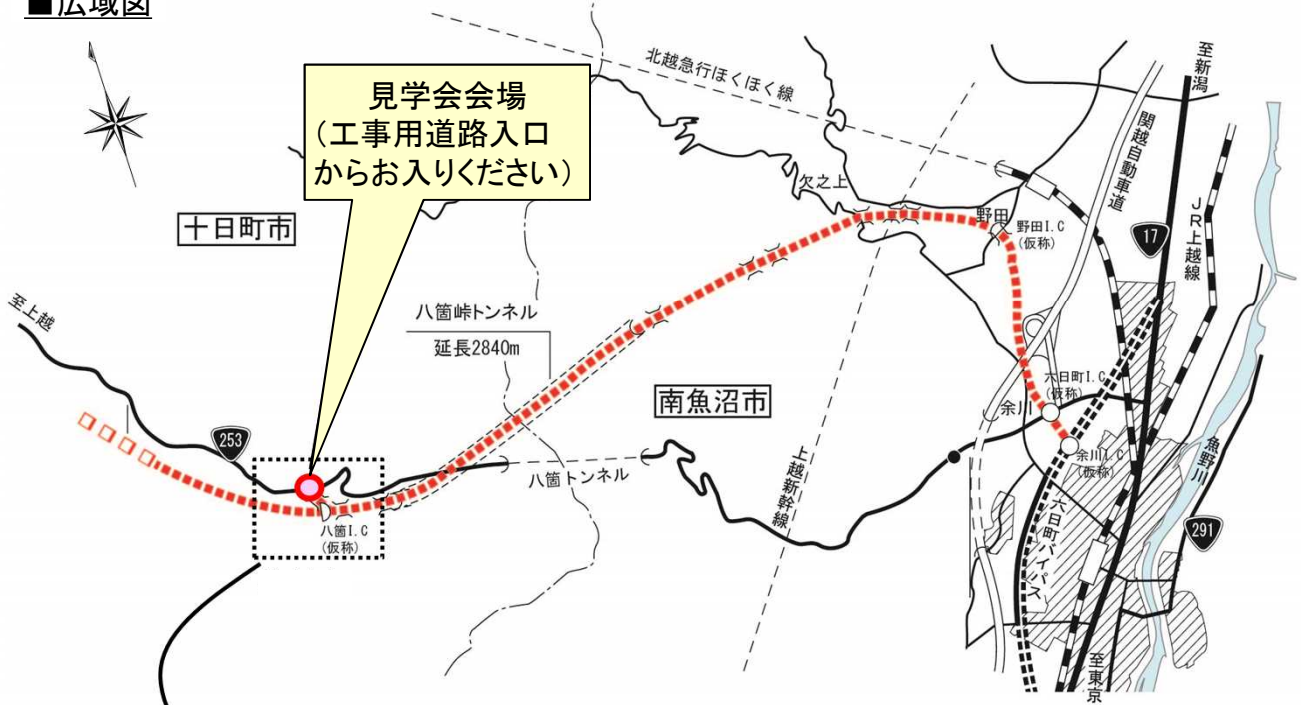 ■広域図
見学会会場
(工事用道路入口
からお入りください)
十日町市
至上越
253
八箇峠トンネル
延長2840m
八箇I.C
(仮称)
八箇トンネル
南魚沼市
上越新幹線
北越急行ほくほく線
欠之上
野田
野田I.C
(仮称)
関越自動車道
至新潟
17
JR上越線
六日町I.C
(仮称)
余川
余川I.C
(仮称)
六日町バイパス
魚野川
291
至東京